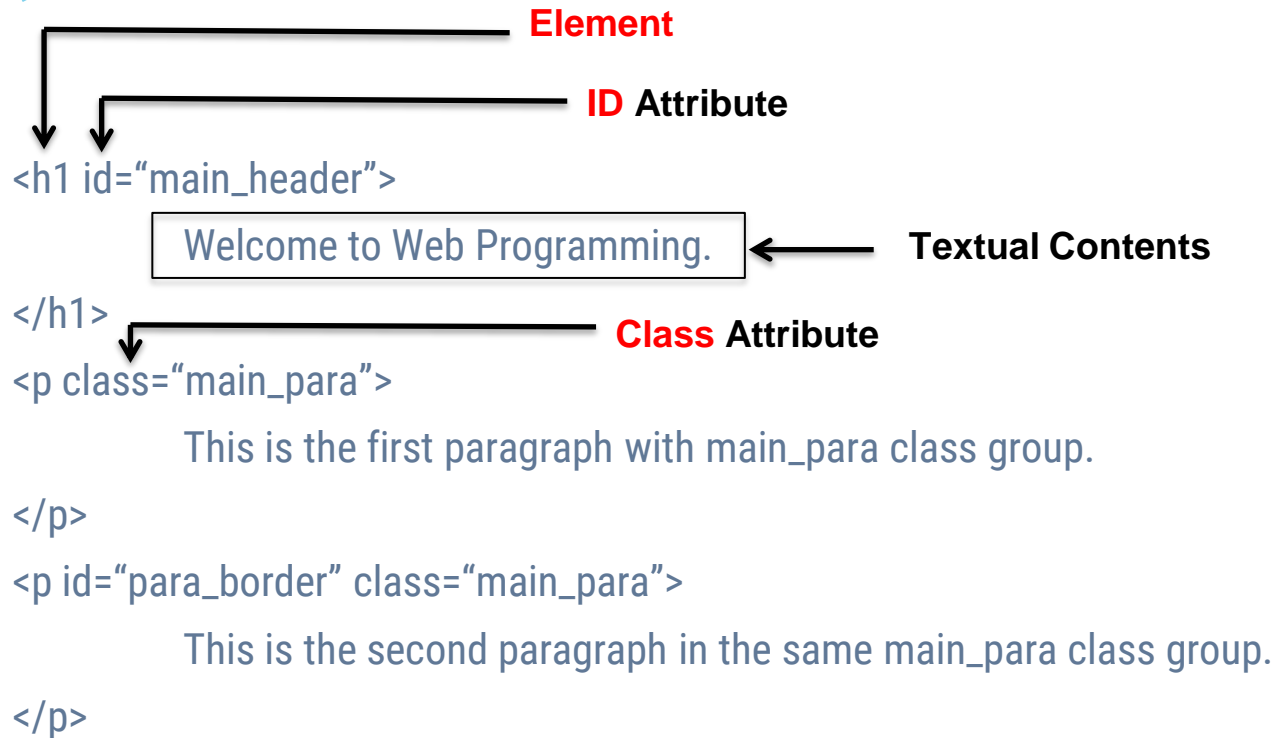 Element
ID Attribute
<h1 id=“main_header”>
Welcome to Web Programming.
Textual Contents
</h1>
Class Attribute
<p class=“main_para”>
This is the first paragraph with main_para class group.
</p>
<p id=“para_border” class=“main_para”>
This is the second paragraph in the same main_para class group.
</p>